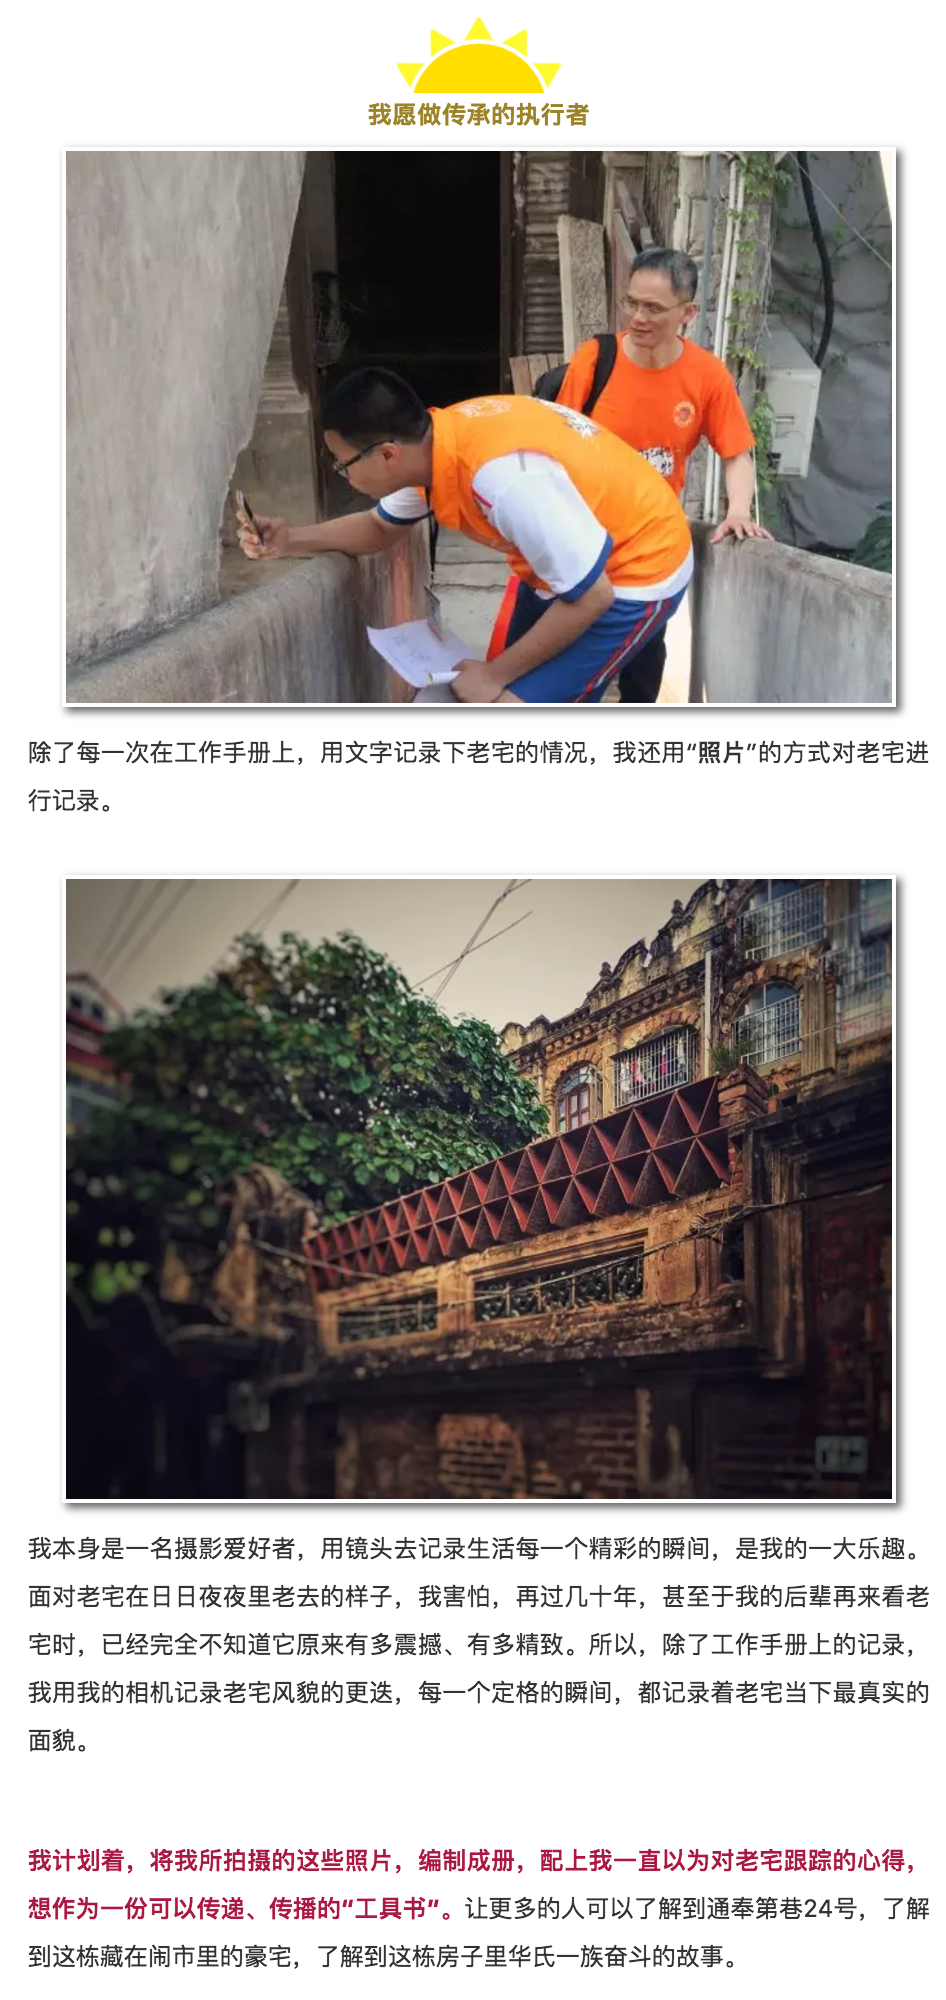 我愿做传承的执行者
除了每一次在工作手册上，用文字记录下老宅的情况，我还用“照片”的方式对老宅进
行记录。
我本身是一名摄影爱好者，用镜头去记录生活每一个精彩的瞬间，是我的一大乐趣。
面对老宅在日日夜夜里老去的样子，我害怕，再过几十年，甚至于我的后辈再来看老
宅时，已经完全不知道它原来有多震撼、有多精致。所以，除了工作手册上的记录，
我用我的相机记录老宅风貌的更迭，每一个定格的瞬间，都记录着老宅当下最真实的
面貌。
我计划着，将我所拍摄的这些照片，编制成册，配上我一直以为对老宅跟踪的心得，
想作为一份可以传递、传播的“工具书”。让更多的人可以了解到通奉第巷24号，了解
到这栋藏在闹市里的豪宅，了解到这栋房子里华氏一族奋斗的故事。